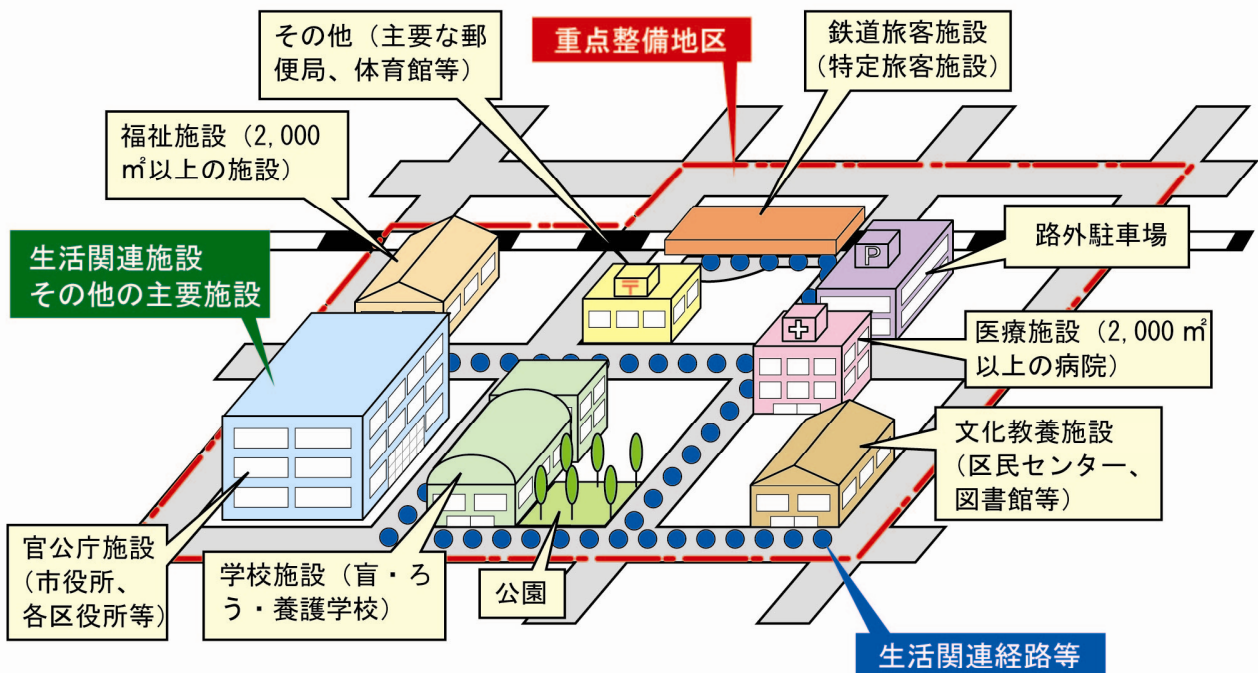 その他（主要な郵
便局、体育館等）
重点整備地区
鉄道旅客施設
（特定旅客施設）
福祉施設（2,000
㎡以上の施設）
路外駐車場
生活関連施設
その他の主要施設
P
〒
医療施設（2,000 ㎡
以上の病院）
文化教養施設
（区民センター、
図書館等）
官公庁施設
（市役所、
各区役所等）
学校施設（盲・ろ
う・養護学校）
公園
生活関連経路等